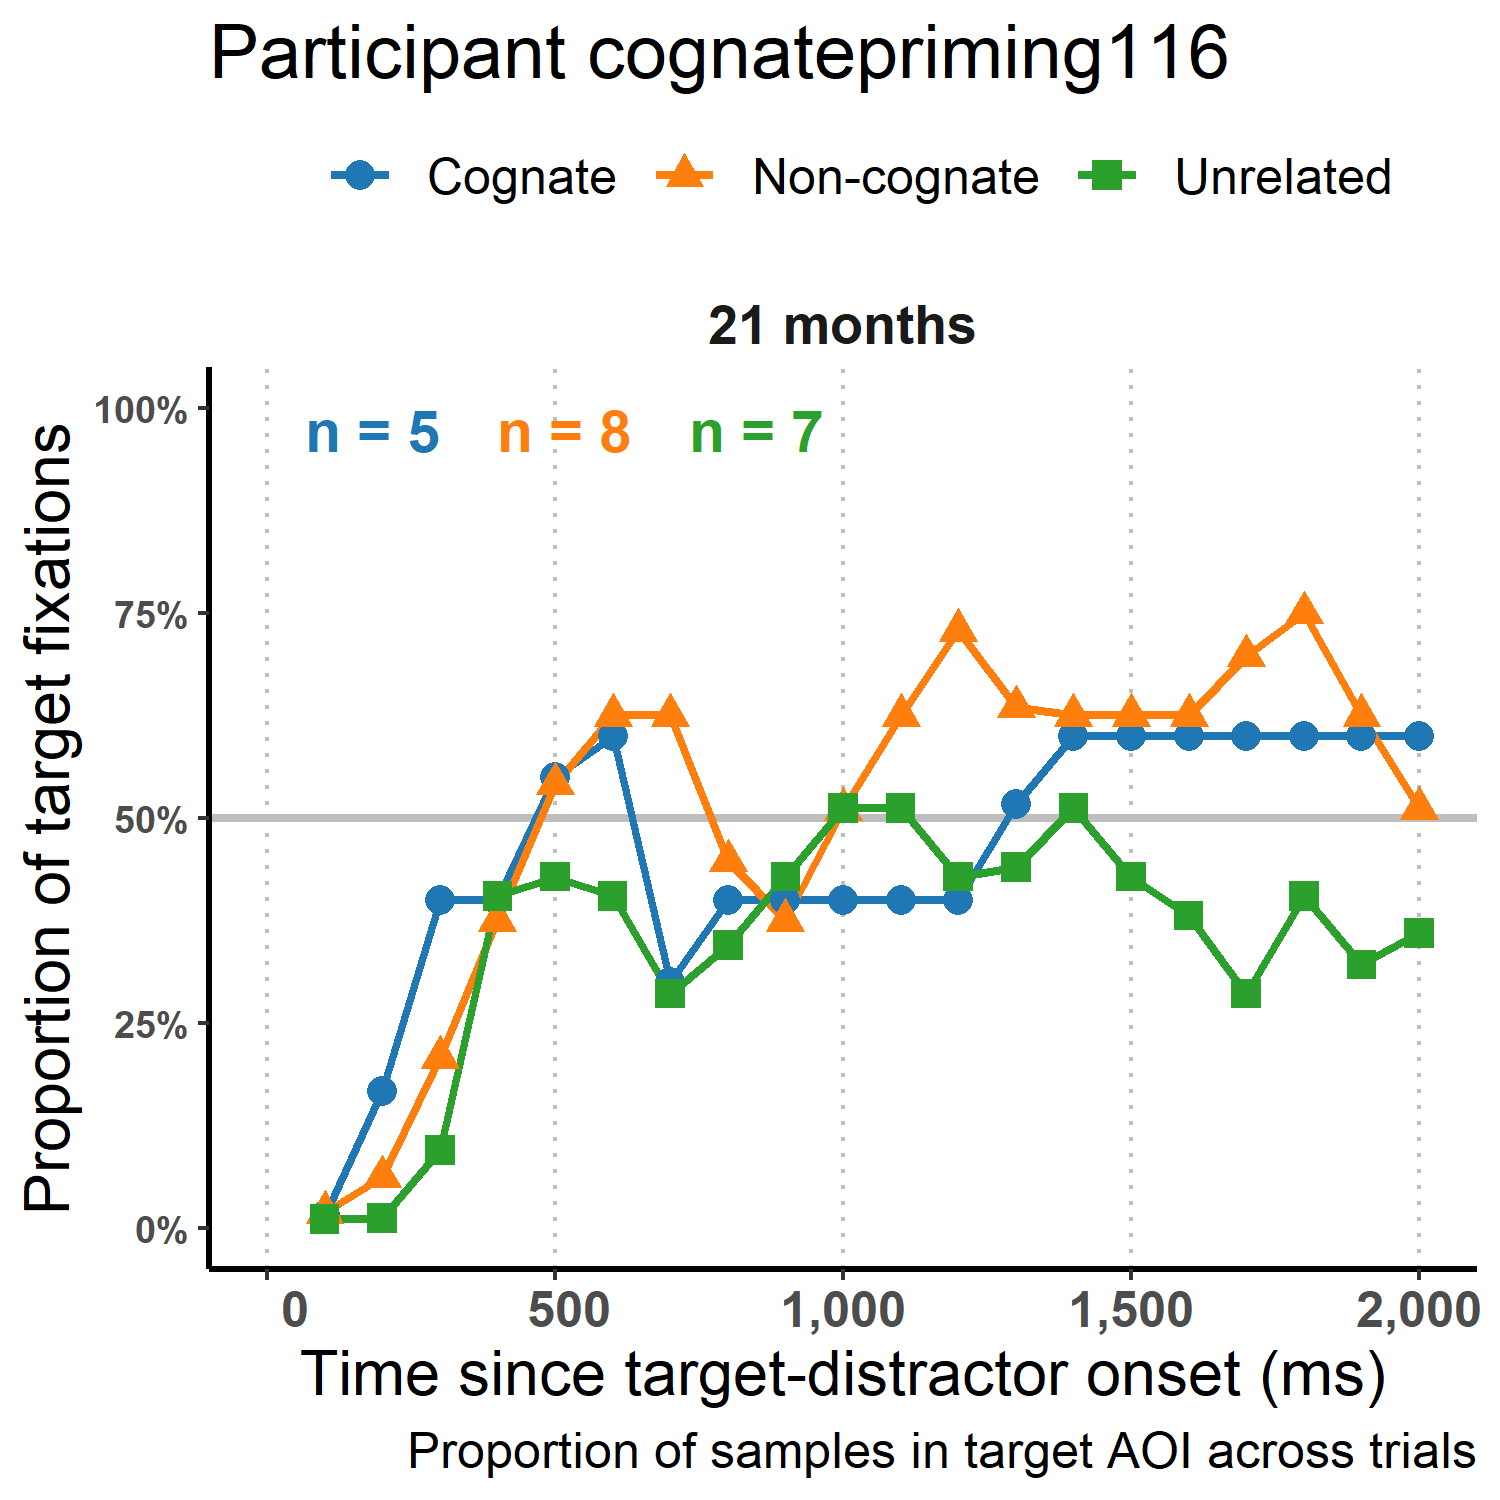 Participant cognatepriming116
Cognate Non-cognate Unrelated
21 months
n = 5 n = 8 n = 7
100%
75%
50%
25%
0%
Proportion of target fixations
0 500 1,000 1,500 2,000
Time since target-distractor onset (ms)
Proportion of samples in target AOI across trials